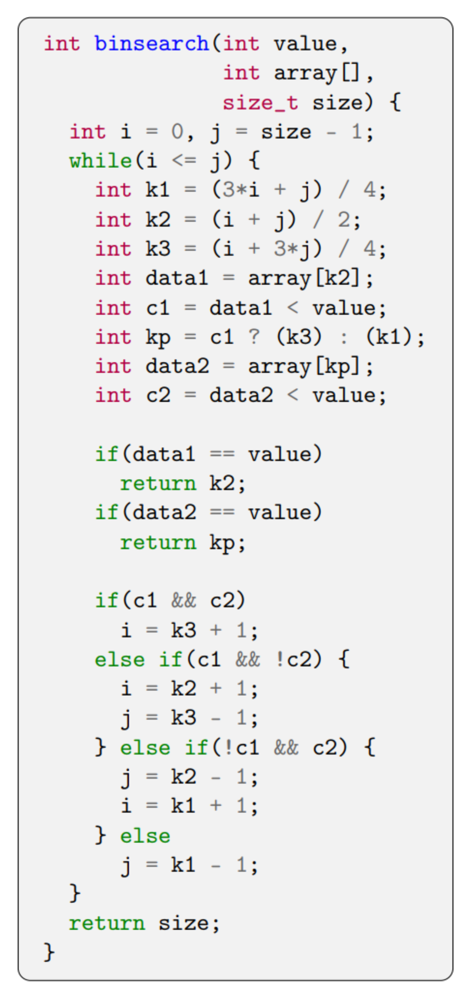 int binsearch(int value,
              int array[],
              size_t size) {
  int i = 0, j = size - 1;
  while(i <= j) {
    int k1 = (3*i + j) / 4;
    int k2 = (i + j) / 2;
    int k3 = (i + 3*j) / 4;
    int data1 = array[k2];
    int c1 = data1 < value;
    int kp = c1 ? (k3) : (k1);
    int data2 = array[kp];
    int c2 = data2 < value;

    if(data1 == value)
      return k2;
    if(data2 == value)
      return kp;

    if(c1 && c2)
      i = k3 + 1;
    else if(c1 && !c2) {
      i = k2 + 1;
      j = k3 - 1;
    } else if(!c1 && c2) {
      j = k2 - 1;
      i = k1 + 1;
    } else
      j = k1 - 1;
  }
  return size;
}